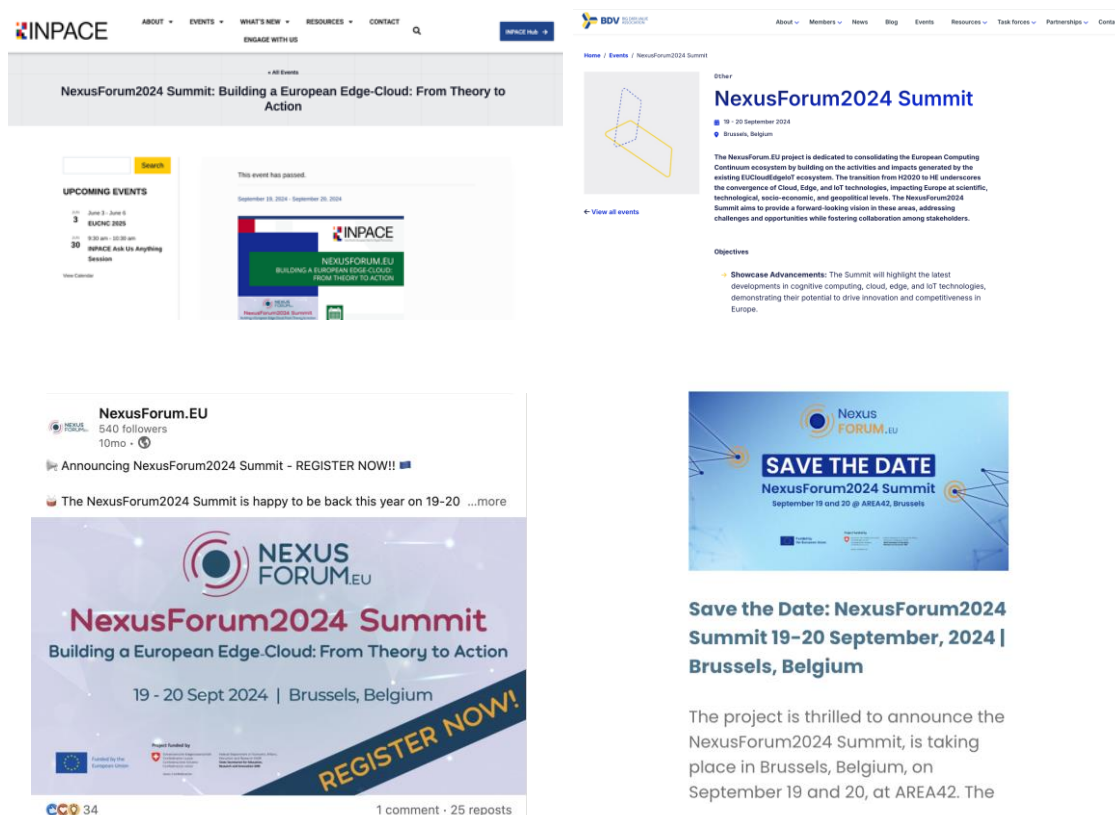 INPACE
ABOUT
EVENTS
WHAT'S NEW
RESOURCES
CONTACT
ENGAGE WITH US
INPACE Hub →
« All Events
NexusForum2024 Summit: Building a European Edge-Cloud: From Theory to
Action
Search
UPCOMING EVENTS
3
June 3 - June 5
EUCNC 2025
30
9:30 am - 10:30 am
INPACE Ask Us Anything
Session
View Calendar
This event has passed.
September 19, 2024 - September 20, 2024
INPACE
NEXUSFORUM.EU
BUILDING A EUROPEAN EDGE-CLOUD:
FROM THEORY TO ACTION
NexusForum2024 Summit
BDV
About
Members
News
Blog
Events
Resources
Task forces
Partnerships
Conta
Home / Events / NexusForum2024 Summit
Other
NexusForum2024 Summit
19 - 20 September 2024
Brussels, Belgium
The NexusForum.EU project is dedicated to consolidating the European Computing
Continuum ecosystem by building on the activities and impacts generated by the
existing EUCloudEdgeIoT ecosystem. The transition from H2020 to HE underscores
the convergence of Cloud, Edge, and IoT technologies, impacting Europe at scientific,
technological, socio-economic, and geopolitical levels. The NexusForum2024
Summit aims to provide a forward-looking vision in these areas, addressing
challenges and opportunities while fostering collaboration among stakeholders.
← View all events
Objectives
→ Showcase Advancements: The Summit will highlight the latest
developments in cognitive computing, cloud, edge, and IoT technologies,
demonstrating their potential to drive innovation and competitiveness in
Europe.
NexusForum.EU
540 followers
10mo •
Announcing NexusForum2024 Summit - REGISTER NOW!!
The NexusForum2024 Summit is happy to be back this year on 19-20 ...more
NEXUS
FORUM.EU
NexusForum2024 Summit
Building a European Edge-Cloud: From Theory to Action
19 - 20 Sept 2024 | Brussels, Belgium
REGISTER NOW!
Funded by the
European Union
Project funded by
34
1 comment · 25 reposts
Nexus
FORUM.EU
SAVE THE DATE
NexusForum2024 Summit
September 19 and 20 @ AREA42, Brussels
Funded by
the European Union
Save the Date: NexusForum2024
Summit 19-20 September, 2024 |
Brussels, Belgium
The project is thrilled to announce the
NexusForum2024 Summit, is taking
place in Brussels, Belgium, on
September 19 and 20, at AREA42. The